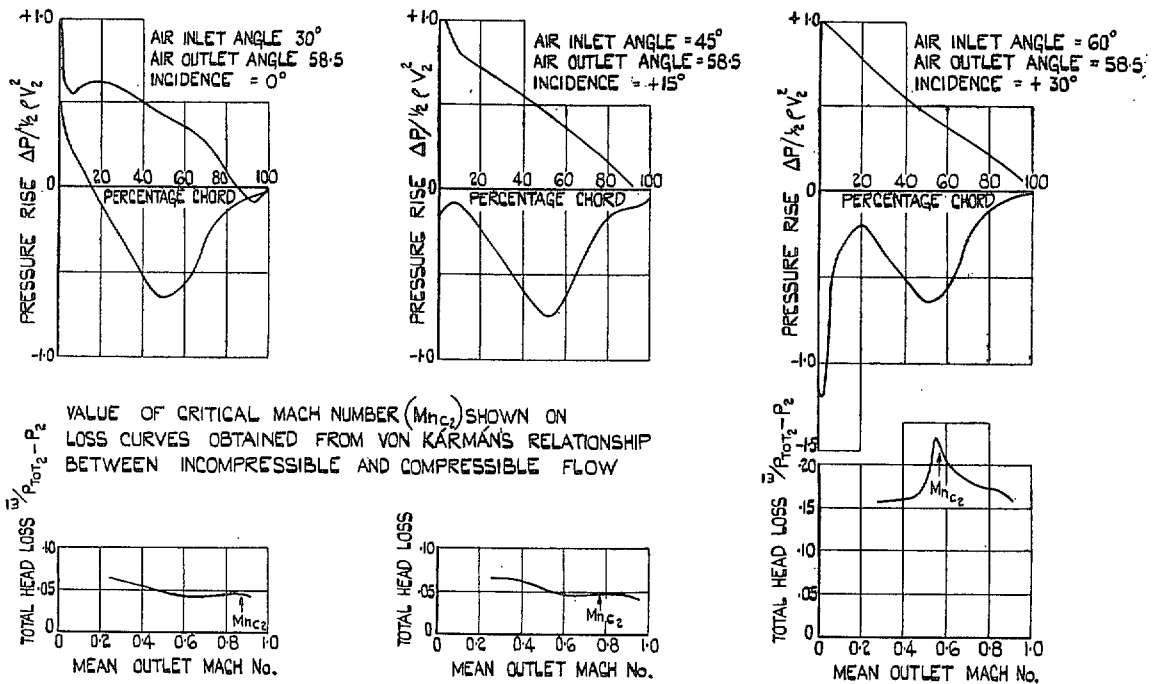 +1.0
AIR INLET ANGLE 30°
AIR OUTLET ANGLE 58.5
INCIDENCE = 0°
PRESSURE RISE ΔP/½ρV₂²
0
20 40 60 80 100
PERCENTAGE CHORD
-1.0
+1.0
AIR INLET ANGLE = 45°
AIR OUTLET ANGLE = 58.5
INCIDENCE = +15°
PRESSURE RISE ΔP/½ρV₂²
0
20 40 60 80 100
PERCENTAGE CHORD
-1.0
+1.0
AIR INLET ANGLE = 60°
AIR OUTLET ANGLE = 58.5
INCIDENCE = + 30°
PRESSURE RISE ΔP/½ρV₂²
0
20 40 60 80 100
PERCENTAGE CHORD
-1.0
-1.5
VALUE OF CRITICAL MACH NUMBER (Mnc₂) SHOWN ON
LOSS CURVES OBTAINED FROM VON KÁRMÁN'S RELATIONSHIP
BETWEEN INCOMPRESSIBLE AND COMPRESSIBLE FLOW
TOTAL HEAD LOSS ω̅/PTOT₂-P₂
.10
.05
0
Mnc₂
0 0.2 0.4 0.6 0.8 1.0
MEAN OUTLET MACH No.
TOTAL HEAD LOSS
.10
.05
0
Mnc₂
0 0.2 0.4 0.6 0.8 1.0
MEAN OUTLET MACH No.
TOTAL HEAD LOSS ω̅/PTOT₂-P₂
.20
.15
.10
.05
0
Mnc₂
0 0.2 0.4 0.6 0.8 1.0
MEAN OUTLET MACH No.